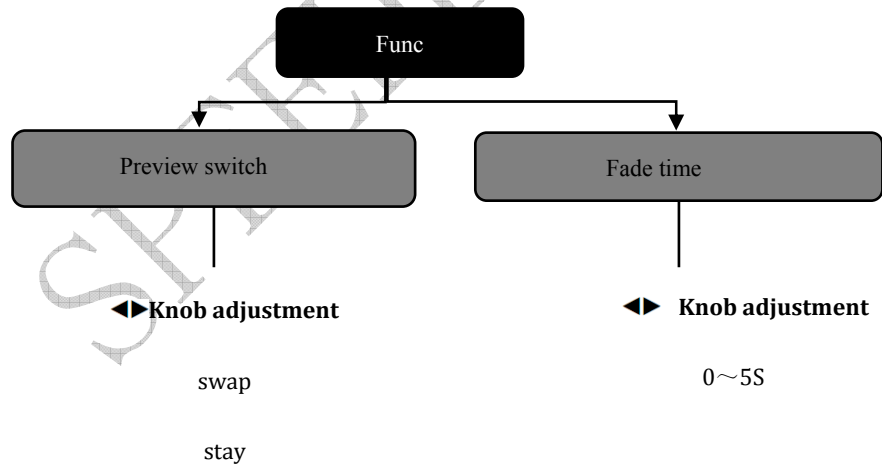 Func
Preview switch
Fade time
◀▶Knob adjustment
◀▶ Knob adjustment
swap
0～5S
stay